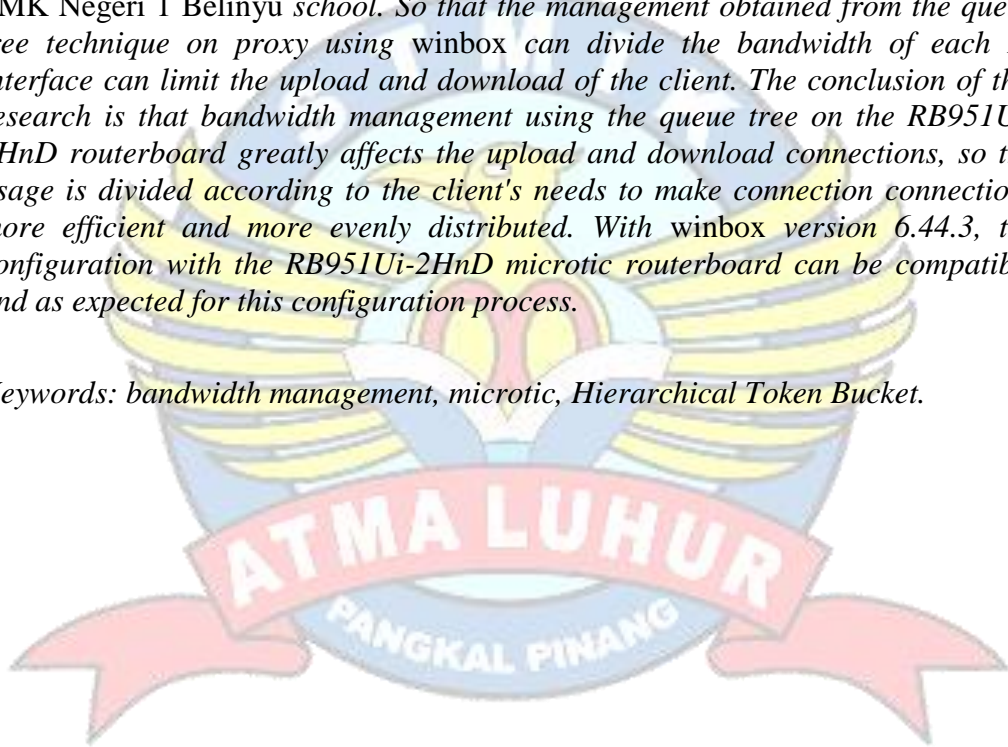 MK Negeri 1 Belinyu school. So that the management obtained from the que
ree technique on proxy using winbox can divide the bandwidth of each
nterface can limit the upload and download of the client. The conclusion of th
esearch is that bandwidth management using the queue tree on the RB951U
HnD routerboard greatly affects the upload and download connections, so t
sage is divided according to the client's needs to make connection connection
ore efficient and more evenly distributed. With winbox version 6.44.3, t
onfiguration with the RB951Ui-2HnD microtic routerboard can be compatib
nd as expected for this configuration process.
eywords: bandwidth management, microtic, Hierarchical Token Bucket.
STMIK
ATMA LUHUR
PANGKAL PINANG